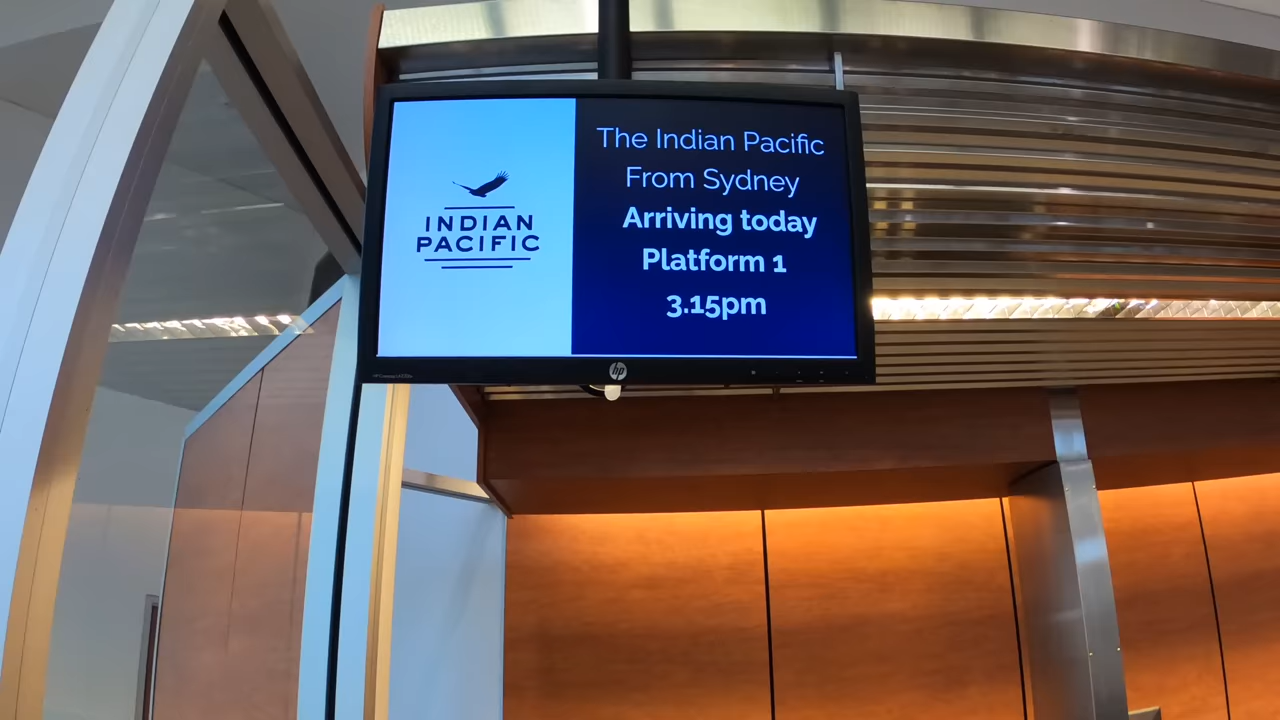 INDIAN
PACIFIC
The Indian Pacific
From Sydney
Arriving today
Platform 1
3.15pm
hp